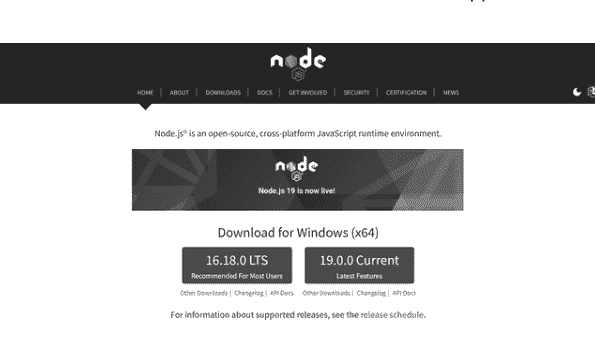 node
JS
HOME | ABOUT | DOWNLOADS | DOCS | GET INVOLVED | SECURITY | CERTIFICATION | NEWS
Node.js® is an open-source, cross-platform JavaScript runtime environment.
node
JS
Node.js 19 is now live!
Download for Windows (x64)
16.18.0 LTS
Recommended For Most Users
19.0.0 Current
Latest Features
Other Downloads | Changelog | API Docs
Other Downloads | Changelog | API Docs
For information about supported releases, see the release schedule.